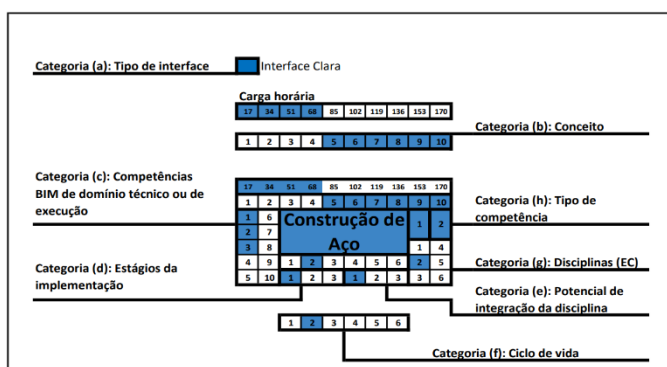 Categoria (a): Tipo de interface
Interface Clara
Carga horária
17 34 51 68 85 102 119 136 153 170
1 2 3 4 5 6 7 8 9 10
Categoria (b): Conceito
Categoria (c): Competências
BIM de domínio técnico ou de
execução
17 34 51 68 85 102 119 136 153 170
1 2 3 4 5 6 7 8 9 10
1 6 Construção de Aço 1 2
2 7
3 8 1 4
4 9 1 2 3 4 5 6 2 5
5 10 1 2 3 1 2 3 3 6
Categoria (h): Tipo de
competência
Categoria (g): Disciplinas (EC)
Categoria (d): Estágios da
implementação
Categoria (e): Potencial de
integração da disciplina
1 2 3 4 5 6
Categoria (f): Ciclo de vida